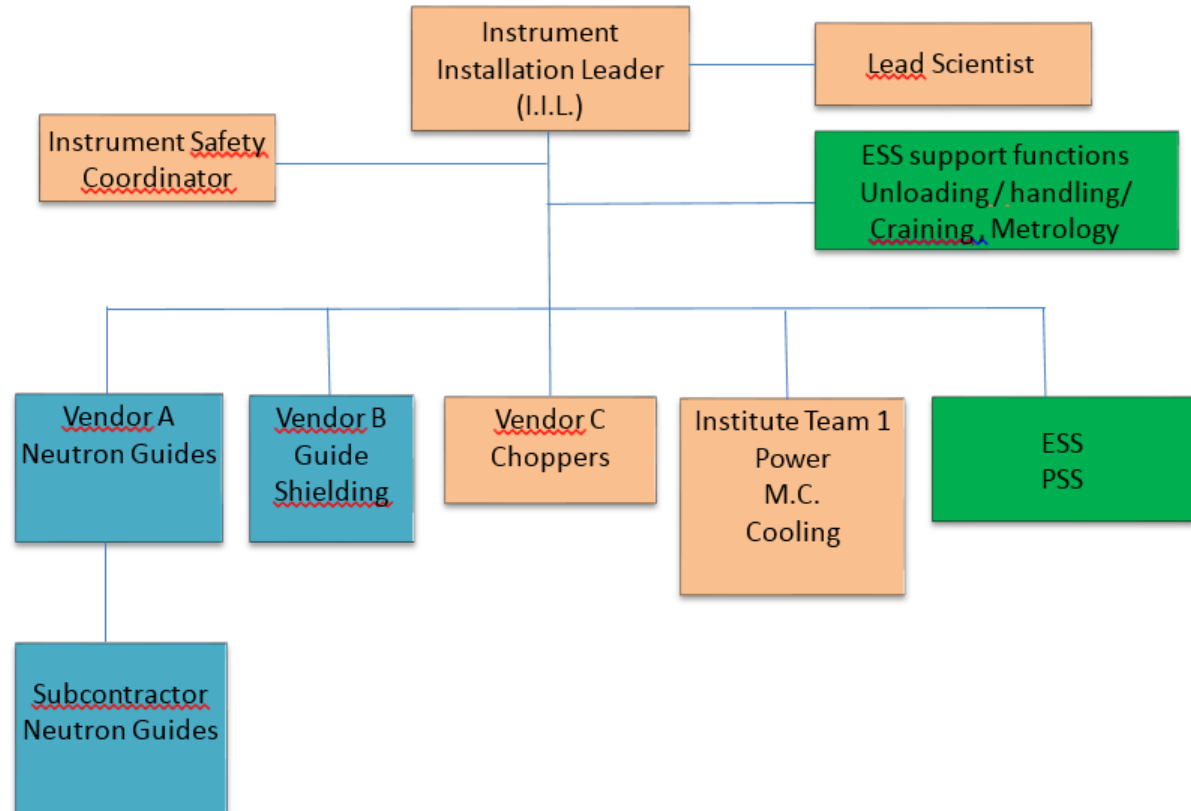 Instrument
Installation Leader
(I.I.L.)
Lead Scientist
Instrument Safety
Coordinator
ESS support functions
Unloading/ handling/
Craining, Metrology
Vendor A
Neutron Guides
Vendor B
Guide
Shielding
Vendor C
Choppers
Institute Team 1
Power
M.C.
Cooling
ESS
PSS
Subcontractor
Neutron Guides